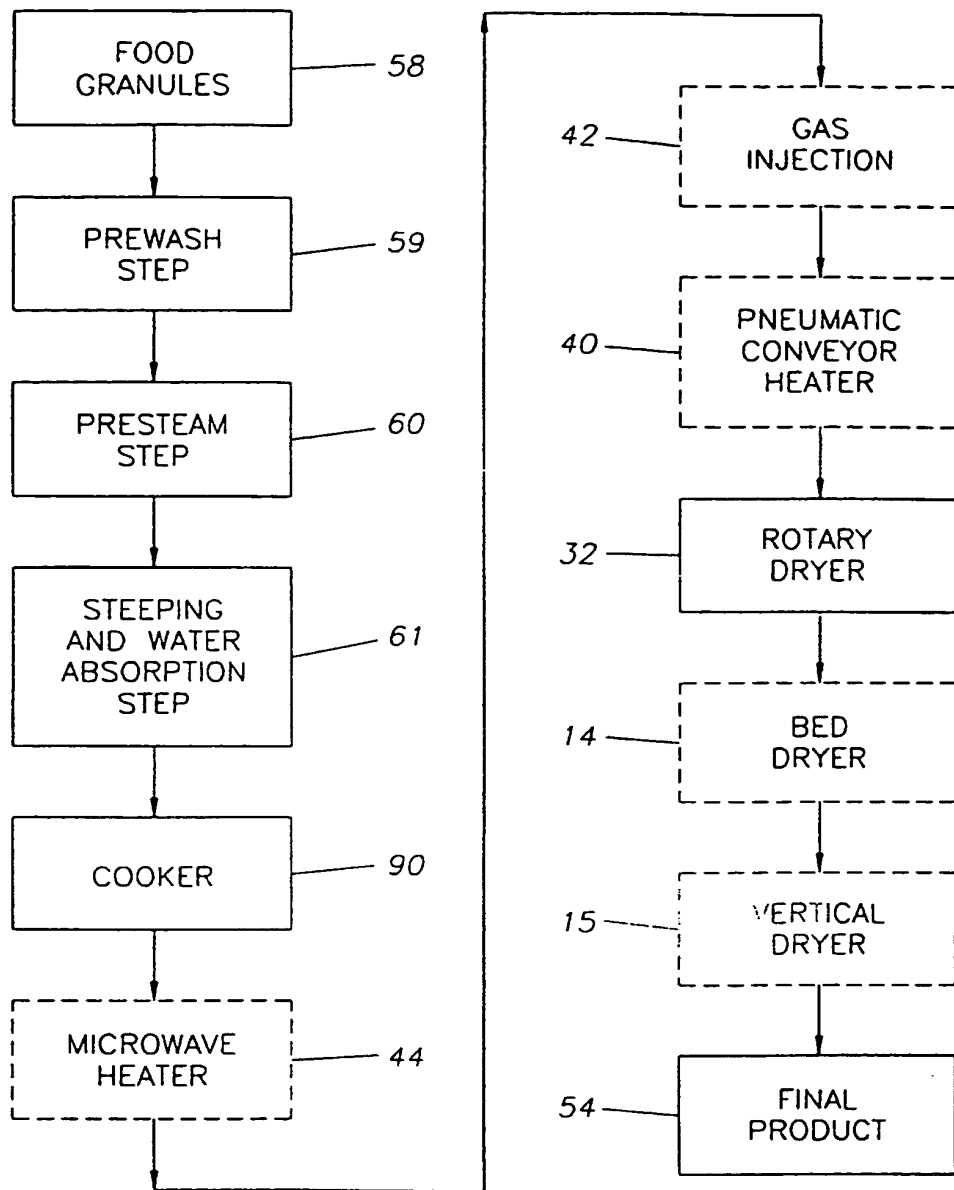 FOOD
GRANULES
58
PREWASH
STEP
59
PRESTEAM
STEP
60
STEEPING
AND WATER
ABSORPTION
STEP
61
COOKER
90
MICROWAVE
HEATER
44
GAS
INJECTION
42
PNEUMATIC
CONVEYOR
HEATER
40
ROTARY
DRYER
32
BED
DRYER
14
VERTICAL
DRYER
15
FINAL
PRODUCT
54